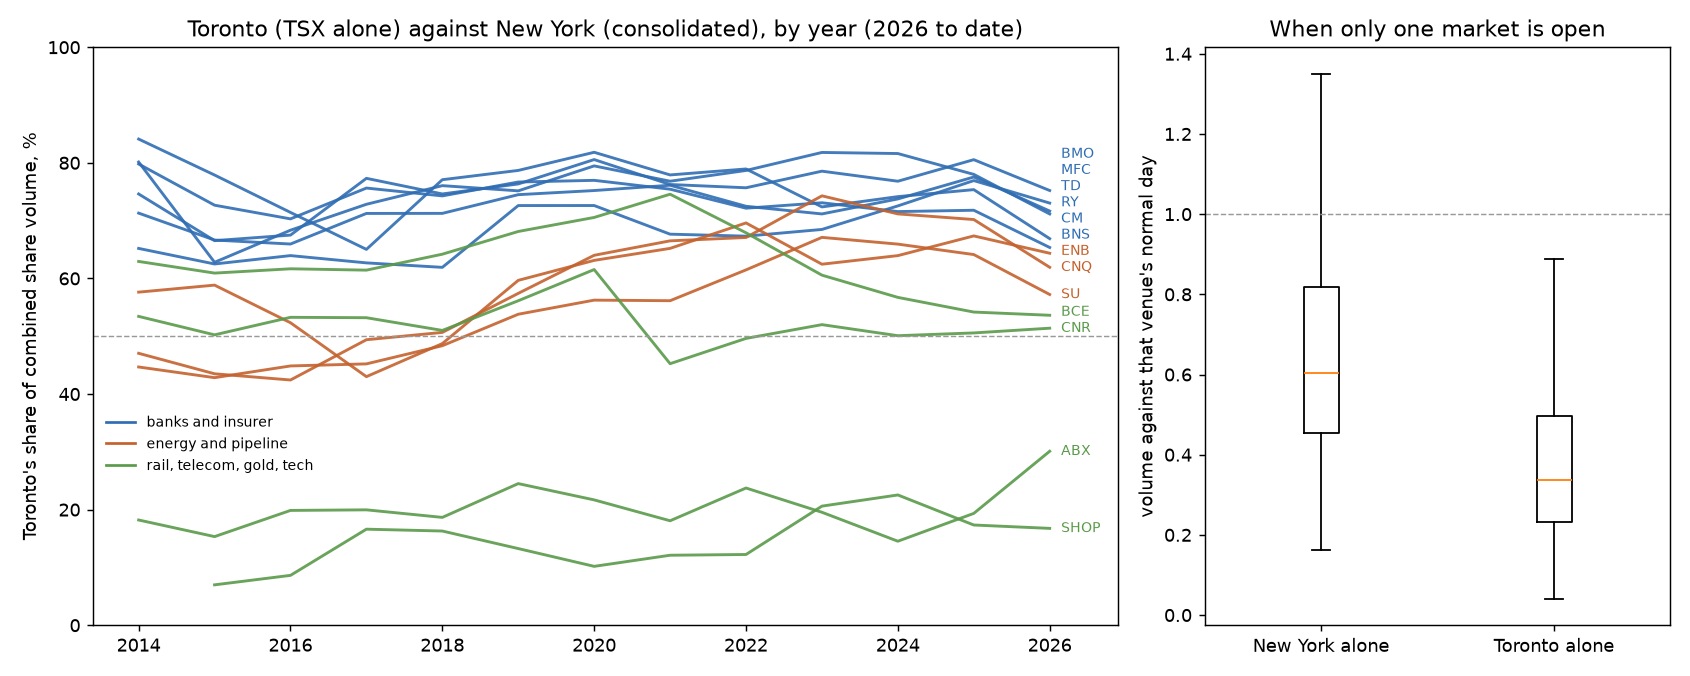 Toronto (TSX alone) against New York (consolidated), by year (2026 to date)
Toronto's share of combined share volume, %
100
80
60
40
20
0
2014
2016
2018
2020
2022
2024
2026
BMO
MFC
TD
RY
CM
BNS
ENB
CNQ
SU
BCE
CNR
ABX
SHOP
banks and insurer
energy and pipeline
rail, telecom, gold, tech
When only one market is open
volume against that venue's normal day
1.4
1.2
1.0
0.8
0.6
0.4
0.2
0.0
New York alone
Toronto alone